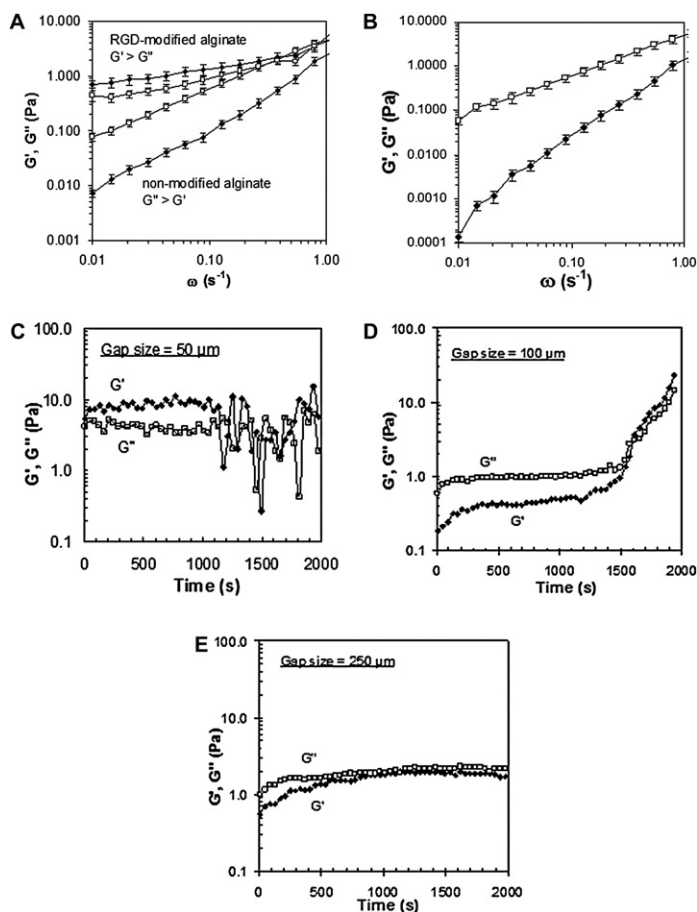 A
RGD-modified alginate
G' > G"
non-modified alginate
G" > G'
G', G" (Pa)
1.000
0.100
0.010
0.001
0.01
0.10
1.00
ω (s⁻¹)
B
G', G" (Pa)
10.0000
1.0000
0.1000
0.0100
0.0010
0.0001
0.01
0.10
1.00
ω (s⁻¹)
C
Gap size = 50 µm
G'
G"
G', G" (Pa)
100.0
10.0
1.0
0.1
0
500
1000
1500
2000
Time (s)
D
Gap size = 100 µm
G"
G'
G', G" (Pa)
100.0
10.0
1.0
0.1
0
500
1000
1500
2000
Time (s)
E
Gap size = 250 µm
G"
G'
G', G" (Pa)
100.0
10.0
1.0
0.1
0
500
1000
1500
2000
Time (s)